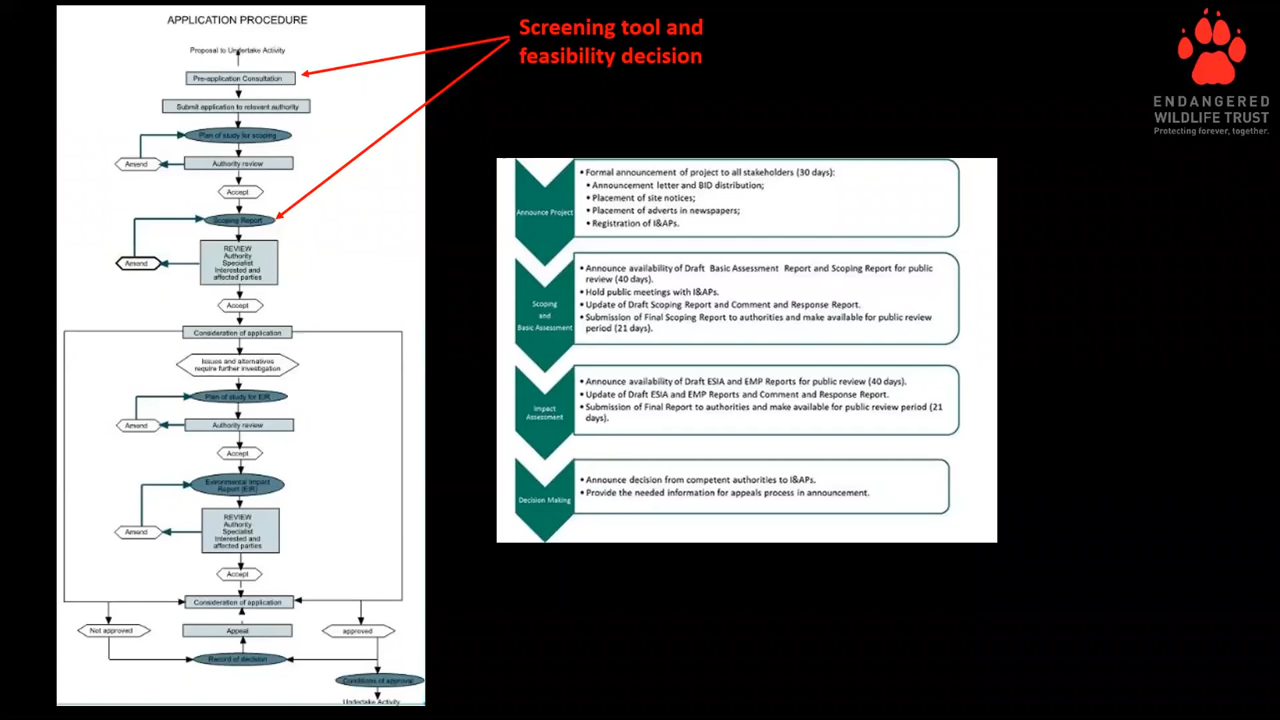 APPLICATION PROCEDURE
Proposal to Undertake Activity
Pre-application Consultation
Submit application to relevant authority
Plan of study for scoping
Amend
Authority review
Accept
Scoping Report
REVIEW
Authority
Specialist
Interested and
affected parties
Amend
Accept
Consideration of application
Issues and alternatives
require further investigation
Plan of study for EIR
Amend
Authority review
Accept
Environmental Impact
Report (EIR)
REVIEW
Authority
Specialist
Interested and
affected parties
Amend
Accept
Consideration of application
Not approved
Appeal
approved
Record of decision
Conditions of approval
Undertake Activity
Screening tool and
feasibility decision
ENDANGERED
WILDLIFE TRUST
Protecting forever, together.
Announce Project
• Formal announcement of project to all stakeholders (30 days):
• Announcement letter and BID distribution;
• Placement of site notices;
• Placement of adverts in newspapers;
• Registration of I&APs.
Scoping
and
Basic Assessment
• Announce availability of Draft Basic Assessment Report and Scoping Report for public
review (40 days).
• Hold public meetings with I&APs.
• Update of Draft Scoping Report and Comment and Response Report.
• Submission of Final Scoping Report to authorities and make available for public review
period (21 days).
Impact
Assessment
• Announce availability of Draft ESIA and EMP Reports for public review (40 days).
• Update of Draft ESIA and EMP Reports and Comment and Response Report.
• Submission of Final Report to authorities and make available for public review period (21
days).
Decision Making
• Announce decision from competent authorities to I&APs.
• Provide the needed information for appeals process in announcement.